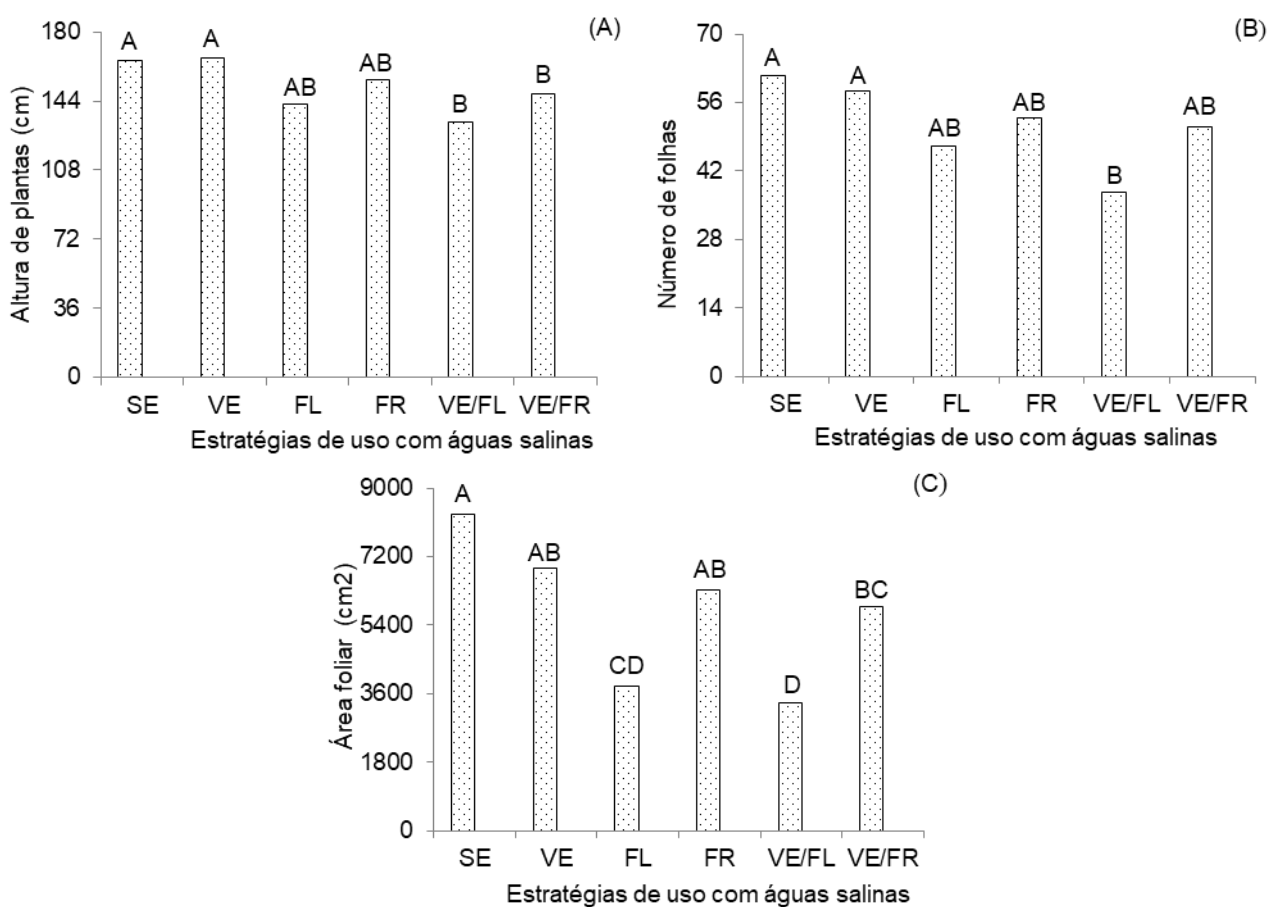 (A)
Altura de plantas (cm)
180
144
108
72
36
0
A
A
AB
AB
B
B
SE VE FL FR VE/FL VE/FR
Estratégias de uso com águas salinas
(B)
Número de folhas
70
56
42
28
14
0
A
A
AB
AB
B
AB
SE VE FL FR VE/FL VE/FR
Estratégias de uso com águas salinas
(C)
Área foliar (cm2)
9000
7200
5400
3600
1800
0
A
AB
CD
AB
D
BC
SE VE FL FR VE/FL VE/FR
Estratégias de uso com águas salinas